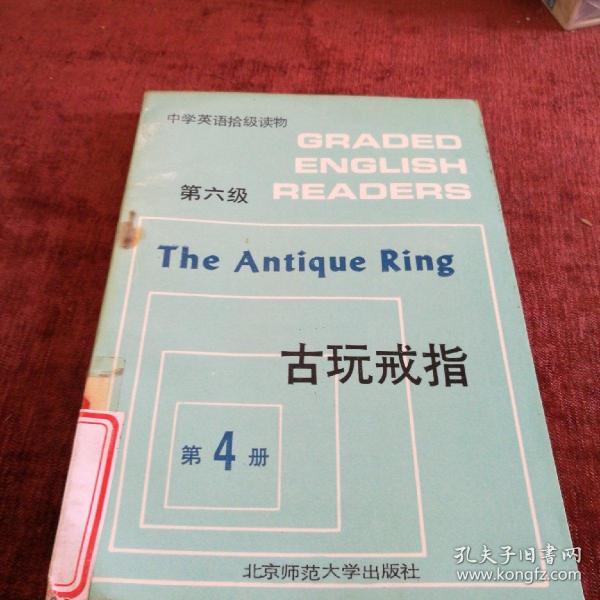 中学英语拾级读物
GRADED
ENGLISH
READERS
第六级
The Antique Ring
古玩戒指
第4册
北京师范大学出版社
孔夫子旧书网
www.kongfz.com